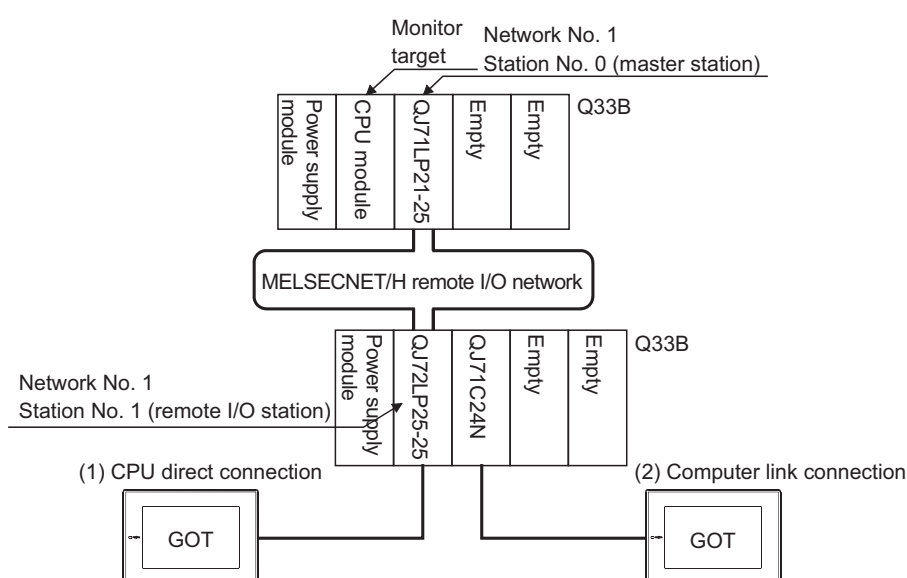 Monitor
target
Network No. 1
Station No. 0 (master station)
Power supply
module
CPU module
QJ71LP21-25
Empty
Empty
Q33B
MELSECNET/H remote I/O network
Power supply
module
QJ72LP25-25
QJ71C24N
Empty
Empty
Q33B
Network No. 1
Station No. 1 (remote I/O station)
(1) CPU direct connection
(2) Computer link connection
GOT
GOT